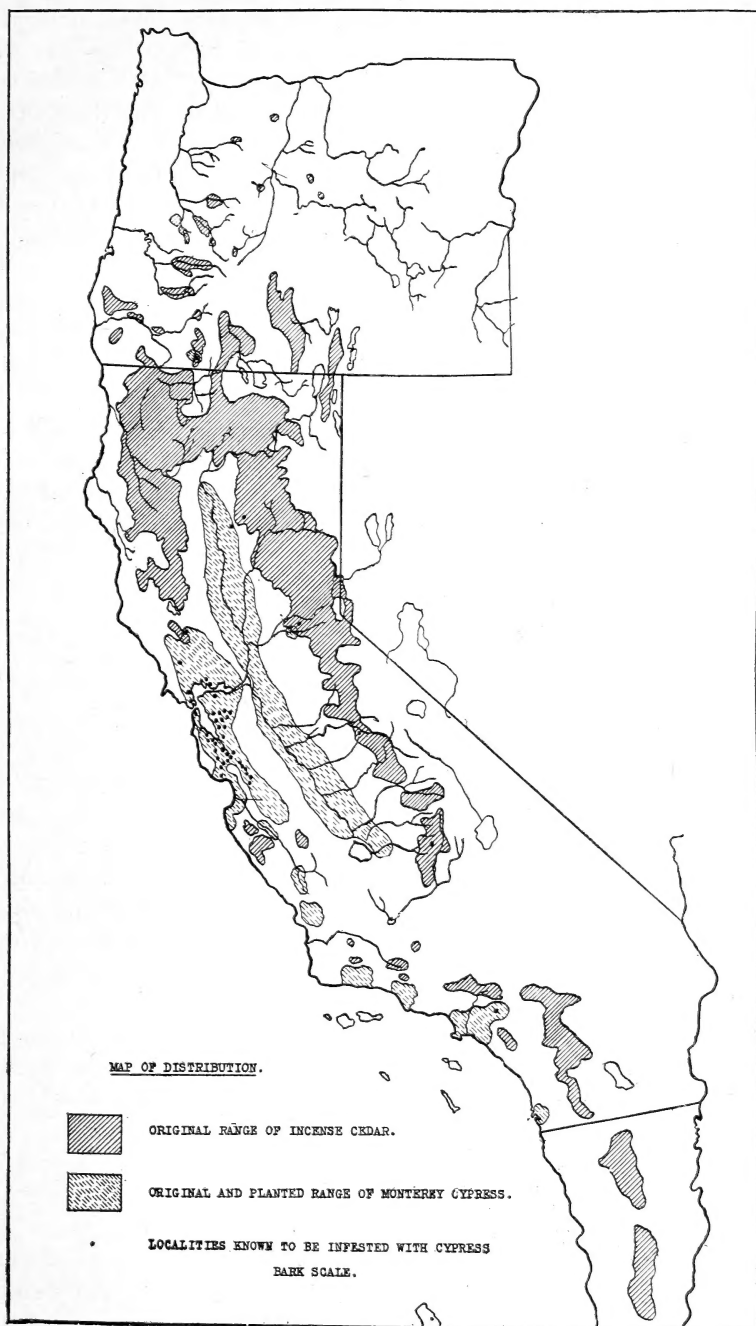 MAP OF DISTRIBUTION.
ORIGINAL RANGE OF INCENSE CEDAR.
ORIGINAL AND PLANTED RANGE OF MONTEREY CYPRESS.
LOCALITIES KNOWN TO BE INFESTED WITH CYPRESS
BARK SCALE.